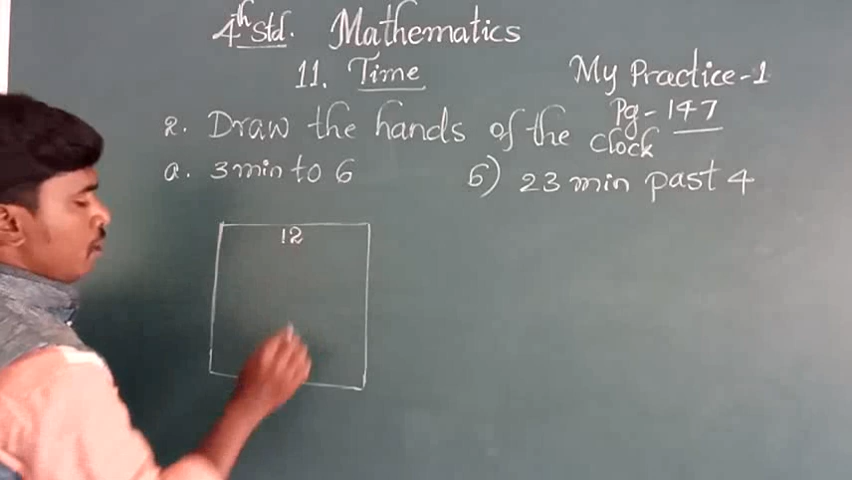 4th Std. Mathematics
11. Time
My Practice-1
Pg-147
2. Draw the hands of the clock
a. 3 min to 6
b) 23 min past 4
12